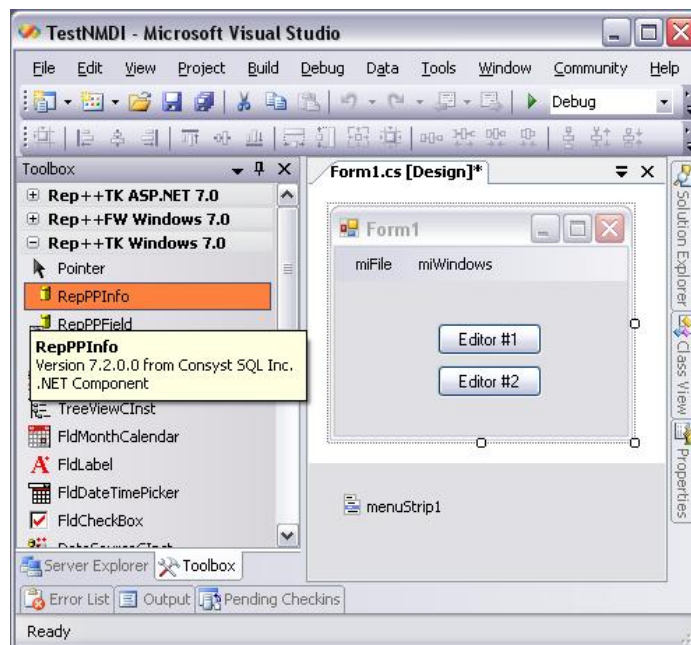 TestNMDI - Microsoft Visual Studio
File Edit View Project Build Debug Data Tools Window Community Help
Debug
Toolbox
Form1.cs [Design]*
Rep++TK ASP.NET 7.0
Rep++FW Windows 7.0
Rep++TK Windows 7.0
Pointer
RepPPInfo
RepPPField
RepPPInfo
Version 7.2.0.0 from Consyst SQL Inc.
.NET Component
TreeViewCInst
FldMonthCalendar
FldLabel
FldDateTimePicker
FldCheckBox
DataSourceCInst
Form1
miFile miWindows
Editor #1
Editor #2
menuStrip1
Solution Explorer
Class View
Properties
Server Explorer Toolbox
Error List Output Pending Checkins
Ready